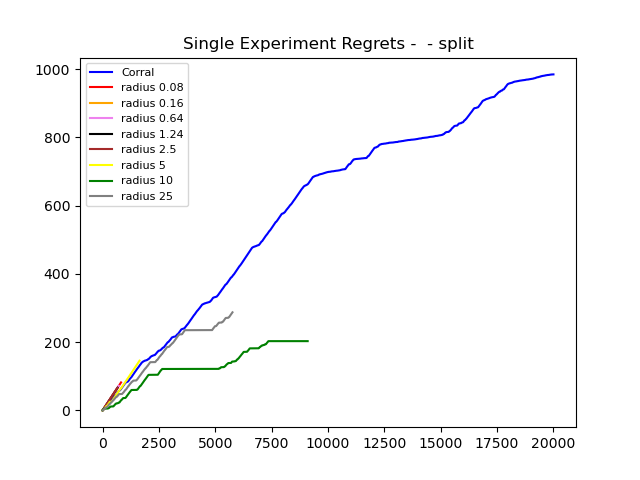 Single Experiment Regrets -  - split
Corral
radius 0.08
radius 0.16
radius 0.64
radius 1.24
radius 2.5
radius 5
radius 10
radius 25
1000
800
600
400
200
0
0 2500 5000 7500 10000 12500 15000 17500 20000